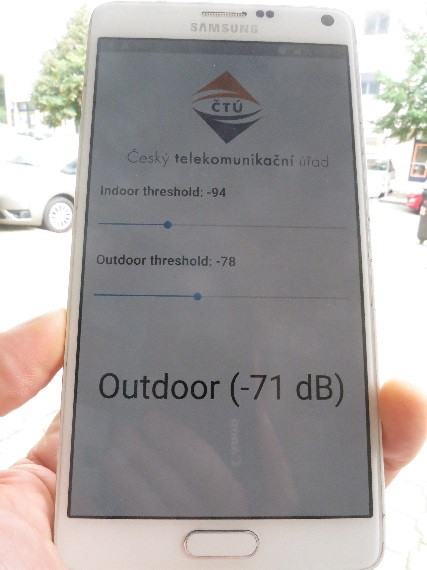 SAMSUNG
ČTÚ
Český telekomunikační úřad
Indoor threshold: -94
Outdoor threshold: -78
Outdoor (-71 dB)